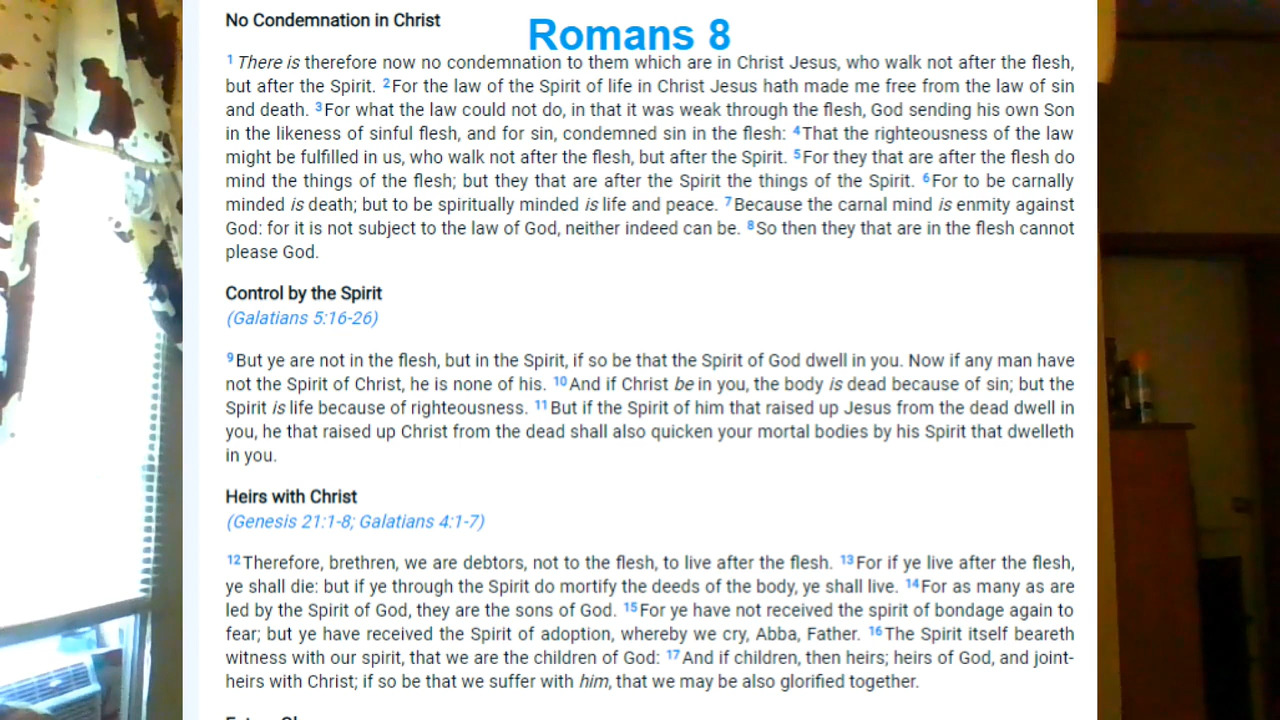 No Condemnation in Christ
Romans 8
1 There is therefore now no condemnation to them which are in Christ Jesus, who walk not after the flesh,
but after the Spirit. 2 For the law of the Spirit of life in Christ Jesus hath made me free from the law of sin
and death. 3 For what the law could not do, in that it was weak through the flesh, God sending his own Son
in the likeness of sinful flesh, and for sin, condemned sin in the flesh: 4 That the righteousness of the law
might be fulfilled in us, who walk not after the flesh, but after the Spirit. 5 For they that are after the flesh do
mind the things of the flesh; but they that are after the Spirit the things of the Spirit. 6 For to be carnally
minded is death; but to be spiritually minded is life and peace. 7 Because the carnal mind is enmity against
God: for it is not subject to the law of God, neither indeed can be. 8 So then they that are in the flesh cannot
please God.
Control by the Spirit
(Galatians 5:16-26)
9 But ye are not in the flesh, but in the Spirit, if so be that the Spirit of God dwell in you. Now if any man have
not the Spirit of Christ, he is none of his. 10 And if Christ be in you, the body is dead because of sin; but the
Spirit is life because of righteousness. 11 But if the Spirit of him that raised up Jesus from the dead dwell in
you, he that raised up Christ from the dead shall also quicken your mortal bodies by his Spirit that dwelleth
in you.
Heirs with Christ
(Genesis 21:1-8; Galatians 4:1-7)
12 Therefore, brethren, we are debtors, not to the flesh, to live after the flesh. 13 For if ye live after the flesh,
ye shall die: but if ye through the Spirit do mortify the deeds of the body, ye shall live. 14 For as many as are
led by the Spirit of God, they are the sons of God. 15 For ye have not received the spirit of bondage again to
fear; but ye have received the Spirit of adoption, whereby we cry, Abba, Father. 16 The Spirit itself beareth
witness with our spirit, that we are the children of God: 17 And if children, then heirs; heirs of God, and joint-
heirs with Christ; if so be that we suffer with him, that we may be also glorified together.